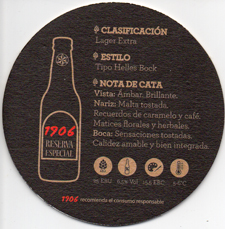 CLASIFICACIÓN
Lager Extra
ESTILO
Tipo Helles Bock
NOTA DE CATA
Vista: Ámbar. Brillante.
Nariz: Malta tostada.
Recuerdos de caramelo y café.
Matices florales y herbales.
Boca: Sensaciones tostadas.
Calidez amable y bien integrada.
1906
RESERVA
ESPECIAL
1906 recomienda el consumo responsable